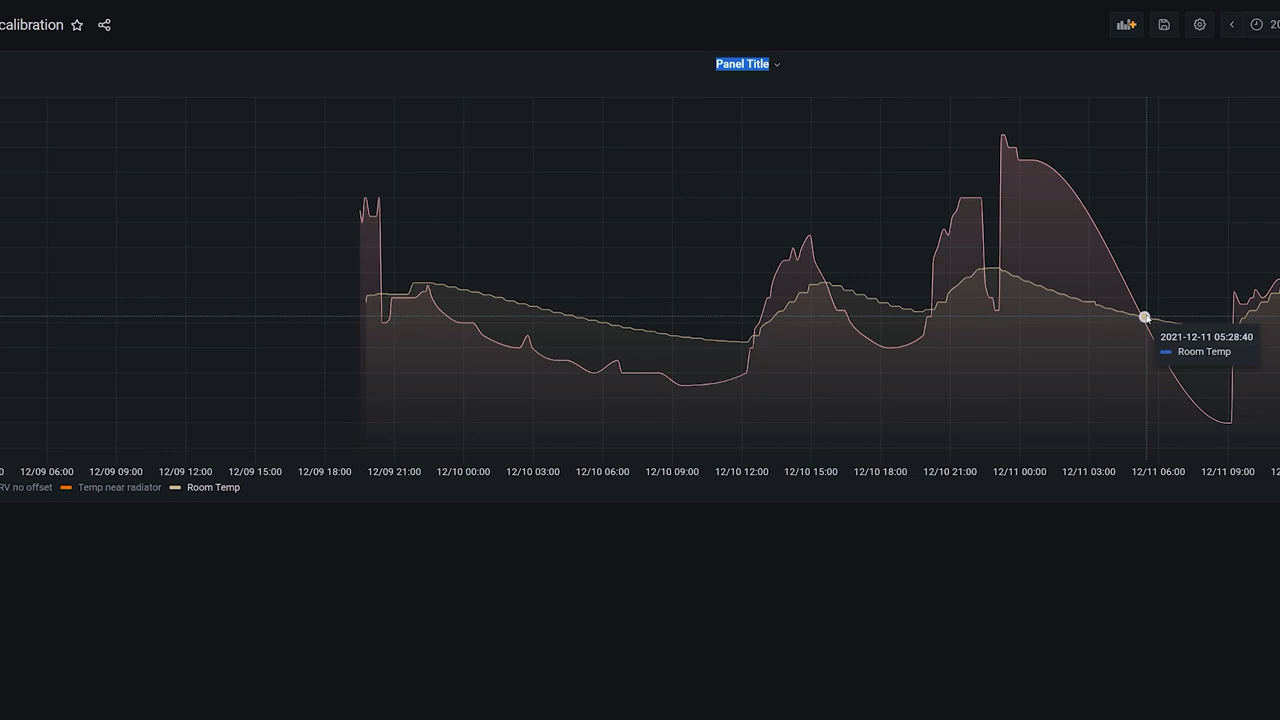 calibration
20
Panel Title
2021-12-11 05:28:40
Room Temp
0 12/09 06:00 12/09 09:00 12/09 12:00 12/09 15:00 12/09 18:00 12/09 21:00 12/10 00:00 12/10 03:00 12/10 06:00 12/10 09:00 12/10 12:00 12/10 15:00 12/10 18:00 12/10 21:00 12/11 00:00 12/11 03:00 12/11 06:00 12/11 09:00 12
RV no offset Temp near radiator Room Temp